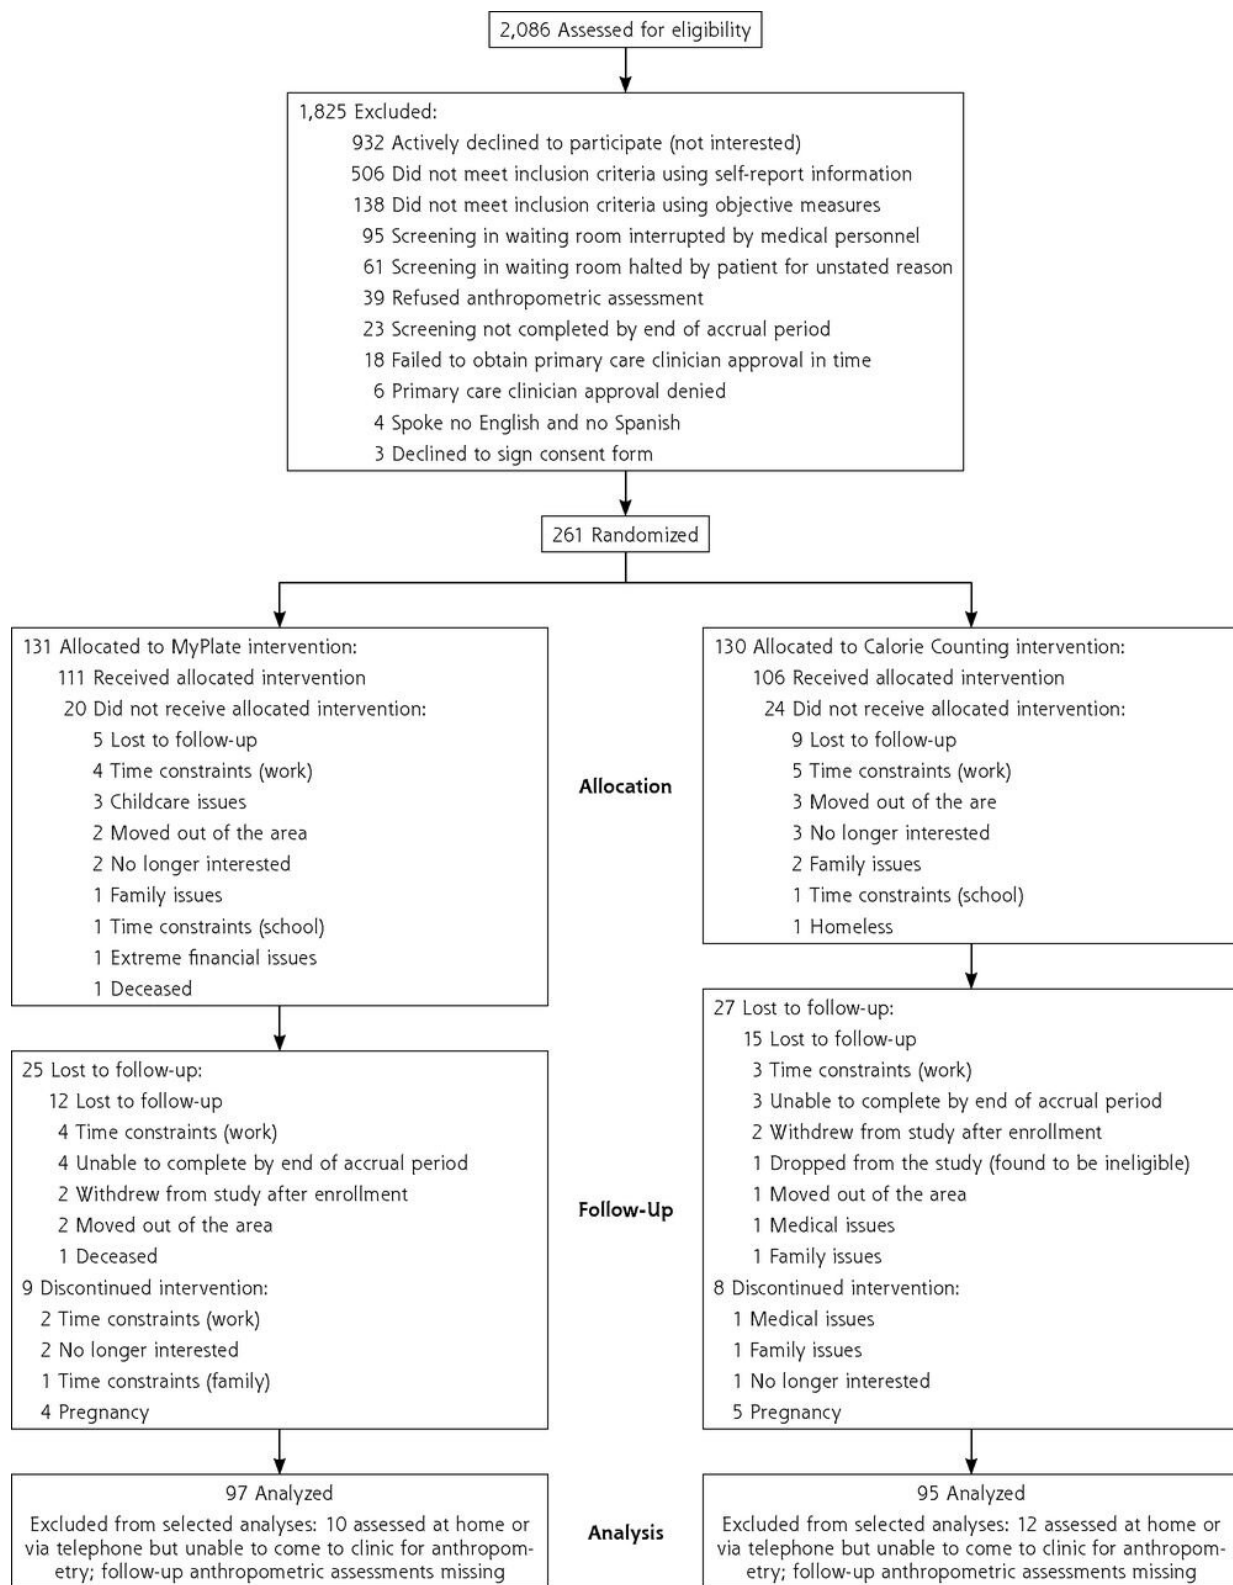 2,086 Assessed for eligibility
1,825 Excluded:
932 Actively declined to participate (not interested)
506 Did not meet inclusion criteria using self-report information
138 Did not meet inclusion criteria using objective measures
95 Screening in waiting room interrupted by medical personnel
61 Screening in waiting room halted by patient for unstated reason
39 Refused anthropometric assessment
23 Screening not completed by end of accrual period
18 Failed to obtain primary care clinician approval in time
6 Primary care clinician approval denied
4 Spoke no English and no Spanish
3 Declined to sign consent form
261 Randomized
Allocation
131 Allocated to MyPlate intervention:
111 Received allocated intervention
20 Did not receive allocated intervention:
5 Lost to follow-up
4 Time constraints (work)
3 Childcare issues
2 Moved out of the area
2 No longer interested
1 Family issues
1 Time constraints (school)
1 Extreme financial issues
1 Deceased
130 Allocated to Calorie Counting intervention:
106 Received allocated intervention
24 Did not receive allocated intervention:
9 Lost to follow-up
5 Time constraints (work)
3 Moved out of the are
3 No longer interested
2 Family issues
1 Time constraints (school)
1 Homeless
Follow-Up
25 Lost to follow-up:
12 Lost to follow-up
4 Time constraints (work)
4 Unable to complete by end of accrual period
2 Withdrew from study after enrollment
2 Moved out of the area
1 Deceased
9 Discontinued intervention:
2 Time constraints (work)
2 No longer interested
1 Time constraints (family)
4 Pregnancy
27 Lost to follow-up:
15 Lost to follow-up
3 Time constraints (work)
3 Unable to complete by end of accrual period
2 Withdrew from study after enrollment
1 Dropped from the study (found to be ineligible)
1 Moved out of the area
1 Medical issues
1 Family issues
8 Discontinued intervention:
1 Medical issues
1 Family issues
1 No longer interested
5 Pregnancy
Analysis
97 Analyzed
Excluded from selected analyses: 10 assessed at home or
via telephone but unable to come to clinic for anthropom-
etry; follow-up anthropometric assessments missing
95 Analyzed
Excluded from selected analyses: 12 assessed at home or
via telephone but unable to come to clinic for anthropom-
etry; follow-up anthropometric assessments missing